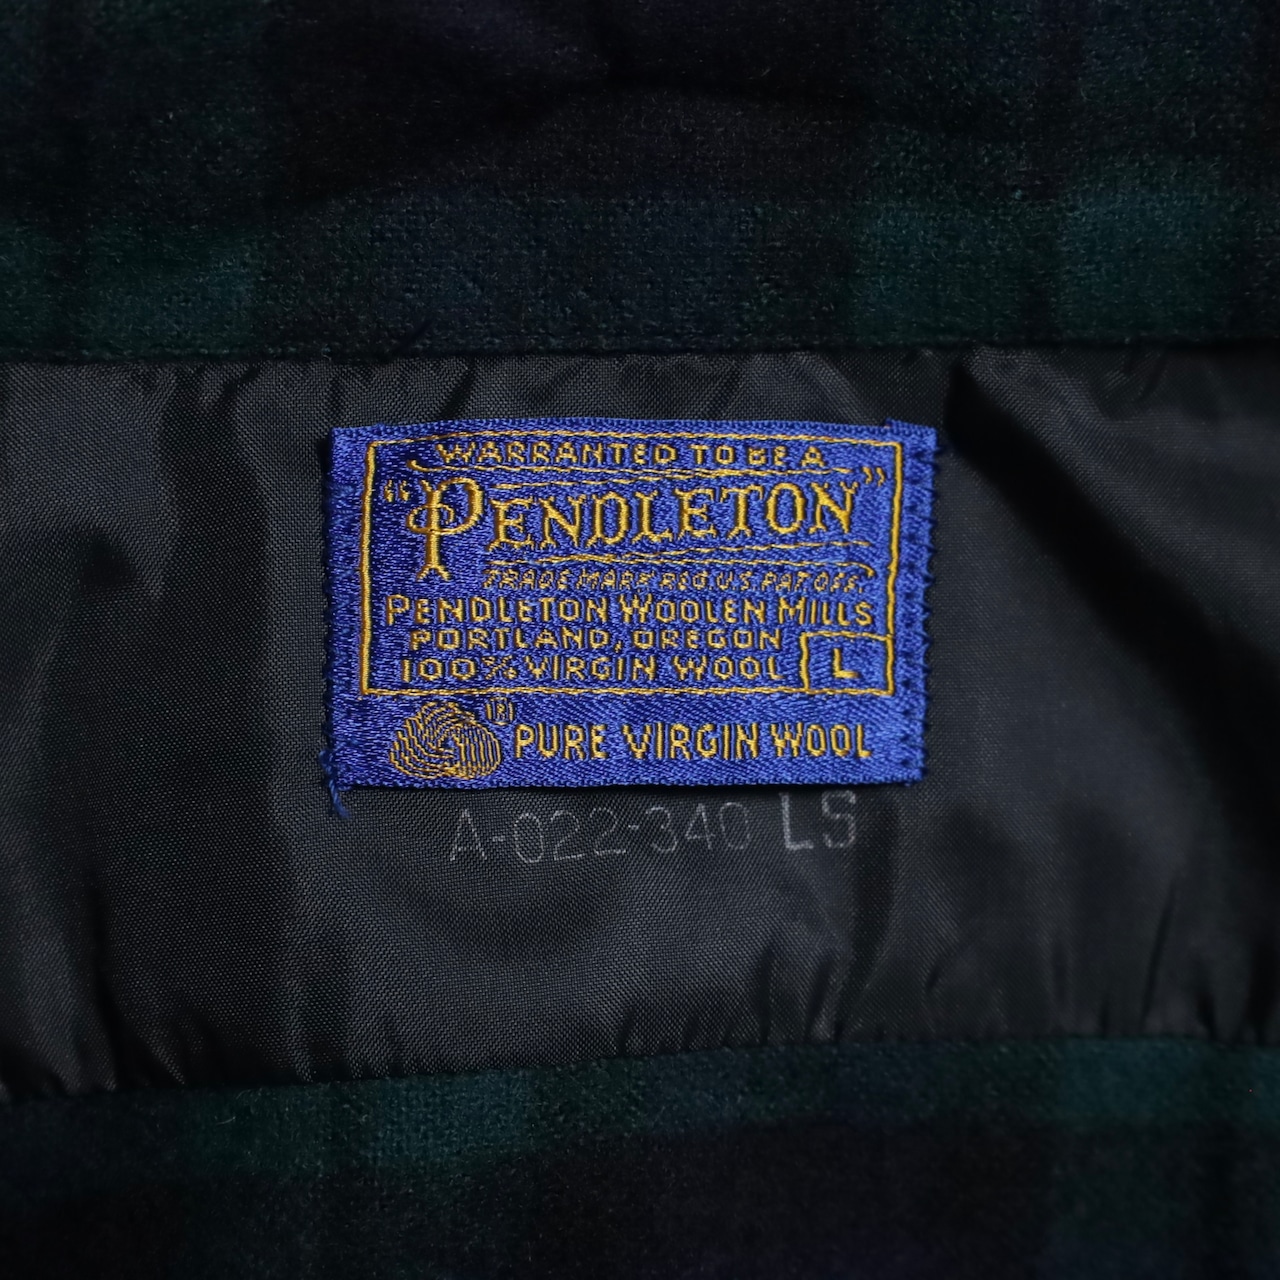 WARRANTED TO BE A
"PENDLETON"
TRADE MARK REG U.S. PAT OFF.
PENDLETON WOOLEN MILLS
PORTLAND, OREGON
100% VIRGIN WOOL L
® PURE VIRGIN WOOL
A-022-340 LS